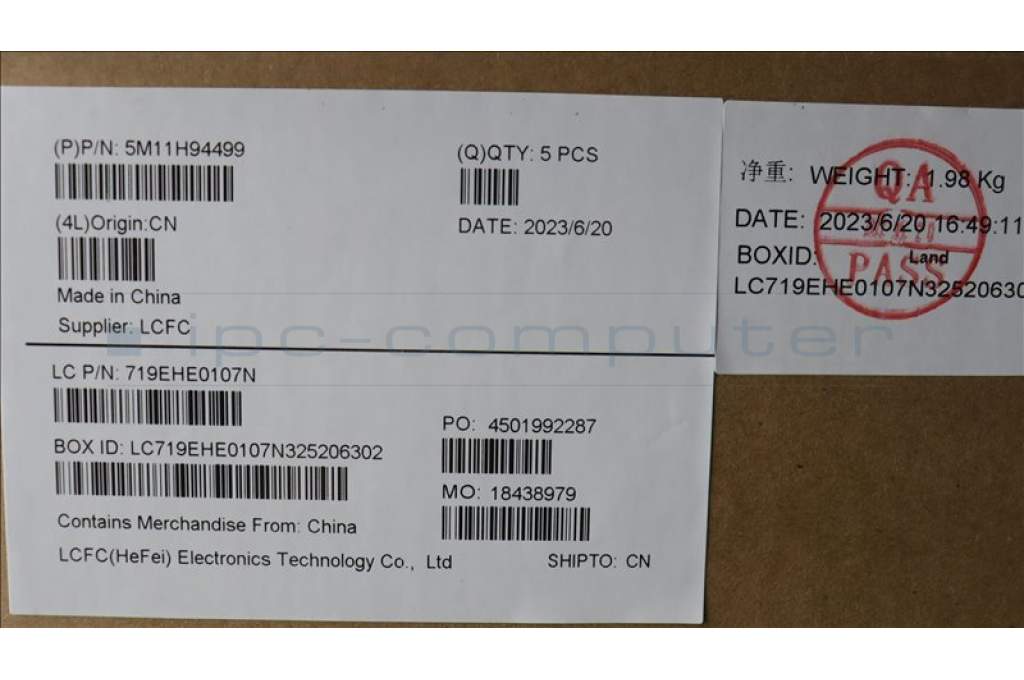 (P)P/N: 5M11H94499
(Q)QTY: 5 PCS
(4L)Origin:CN
DATE: 2023/6/20
Made in China
Supplier: LCFC
LC P/N: 719EHE0107N
PO: 4501992287
BOX ID: LC719EHE0107N325206302
MO: 18438979
Contains Merchandise From: China
LCFC(HeFei) Electronics Technology Co., Ltd
SHIPTO: CN
净重: WEIGHT: 1.98 Kg
DATE: 2023/6/20 16:49:11
BOXID: Land
LC719EHE0107N32520630
QA
PASS
ipc-computer